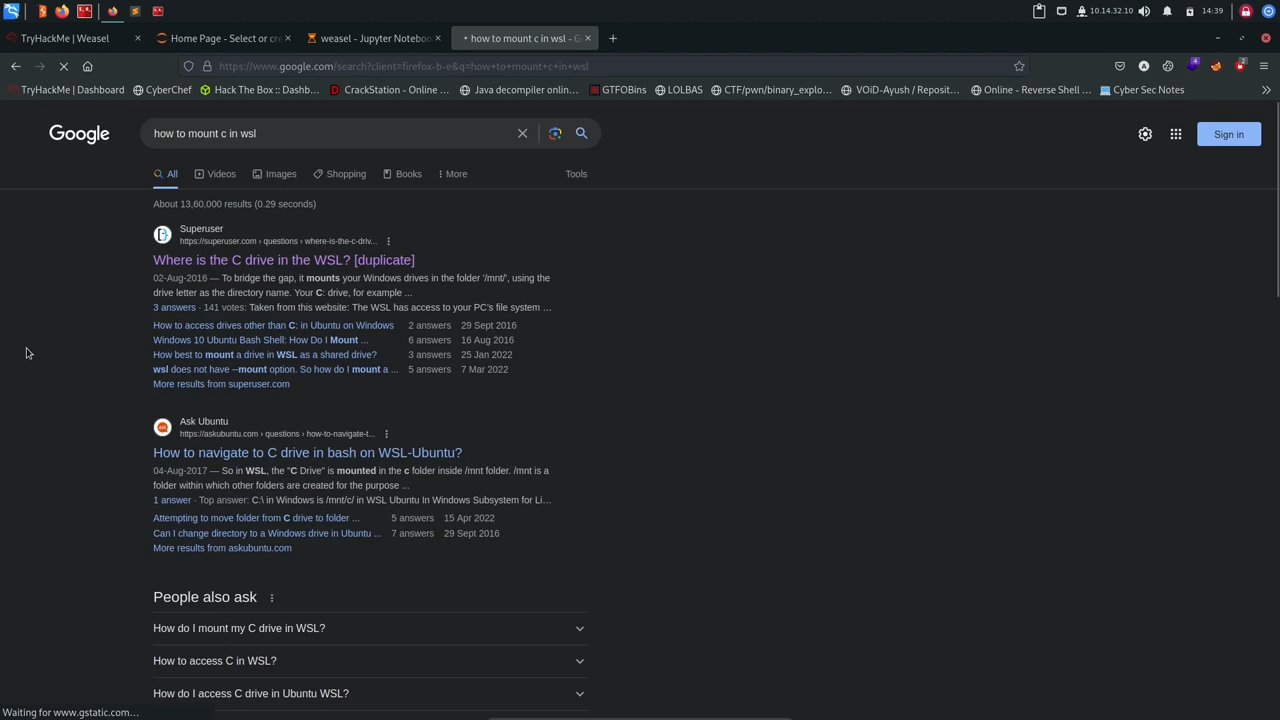 14:39
10.14.32.10
TryHackMe | Weasel
Home Page - Select or cre
weasel - Jupyter Noteboo
how to mount c in wsl - G
https://www.google.com/search?client=firefox-b-e&q=how+to+mount+c+in+wsl
4
2
TryHackMe | Dashboard
CyberChef
Hack The Box :: Dashb…
CrackStation - Online …
Java decompiler onlin…
GTFOBins
LOLBAS
CTF/pwn/binary_explo…
VOiD-Ayush / Reposit…
Online - Reverse Shell …
Cyber Sec Notes
Google
how to mount c in wsl
Sign in
All
Videos
Images
Shopping
Books
More
Tools
About 13,60,000 results (0.29 seconds)
Superuser
https://superuser.com › questions › where-is-the-c-driv...
Where is the C drive in the WSL? [duplicate]
02-Aug-2016 — To bridge the gap, it mounts your Windows drives in the folder '/mnt/', using the
drive letter as the directory name. Your C: drive, for example ...
3 answers · 141 votes: Taken from this website: The WSL has access to your PC's file system …
How to access drives other than C: in Ubuntu on Windows 2 answers 29 Sept 2016
Windows 10 Ubuntu Bash Shell: How Do I Mount ... 6 answers 16 Aug 2016
How best to mount a drive in WSL as a shared drive? 3 answers 25 Jan 2022
wsl does not have --mount option. So how do I mount a ... 5 answers 7 Mar 2022
More results from superuser.com
Ask Ubuntu
https://askubuntu.com › questions › how-to-navigate-t...
How to navigate to C drive in bash on WSL-Ubuntu?
04-Aug-2017 — So in WSL, the "C Drive" is mounted in the c folder inside /mnt folder. /mnt is a
folder within which other folders are created for the purpose ...
1 answer · Top answer: C:\ in Windows is /mnt/c/ in WSL Ubuntu In Windows Subsystem for Li…
Attempting to move folder from C drive to folder ... 5 answers 15 Apr 2022
Can I change directory to a Windows drive in Ubuntu ... 7 answers 29 Sept 2016
More results from askubuntu.com
People also ask
How do I mount my C drive in WSL?
How to access C in WSL?
How do I access C drive in Ubuntu WSL?
Waiting for www.gstatic.com…